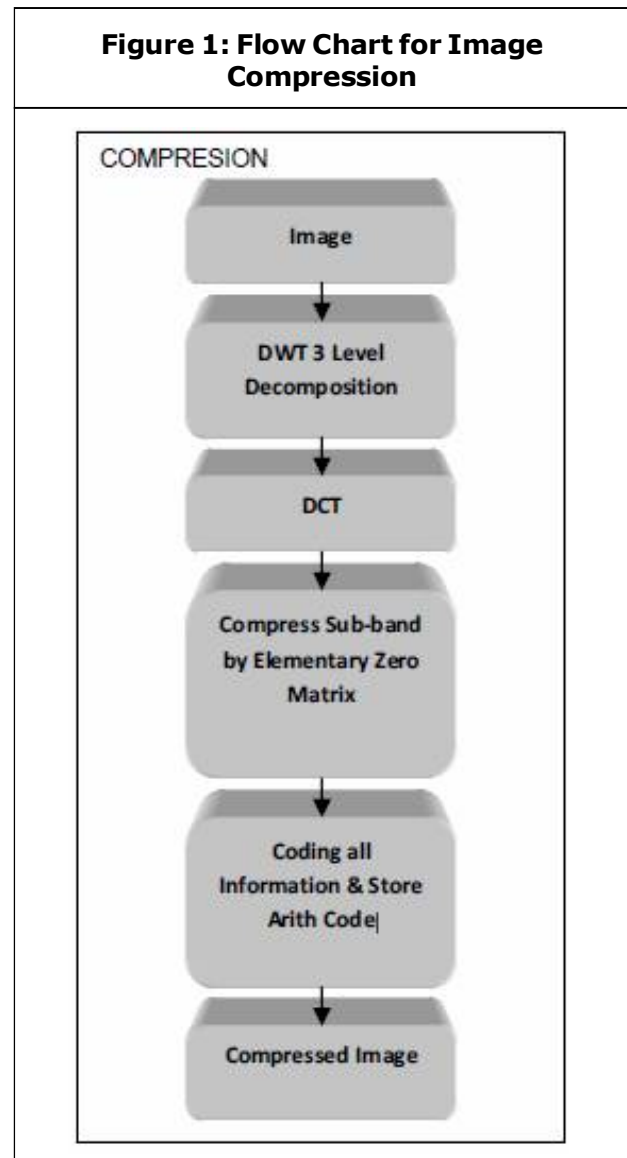 Figure 1: Flow Chart for Image
Compression
COMPRESION
Image
DWT 3 Level
Decomposition
DCT
Compress Sub-band
by Elementary Zero
Matrix
Coding all
Information & Store
Arith Code
Compressed Image